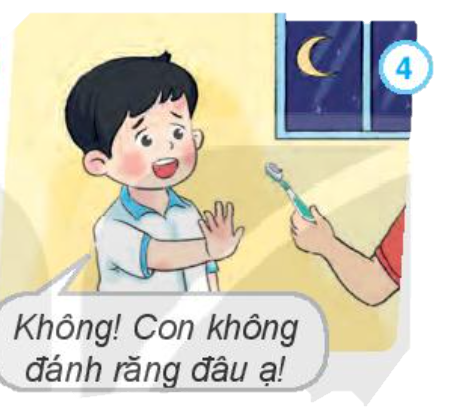 4
Không! Con không
đánh răng đâu ạ!